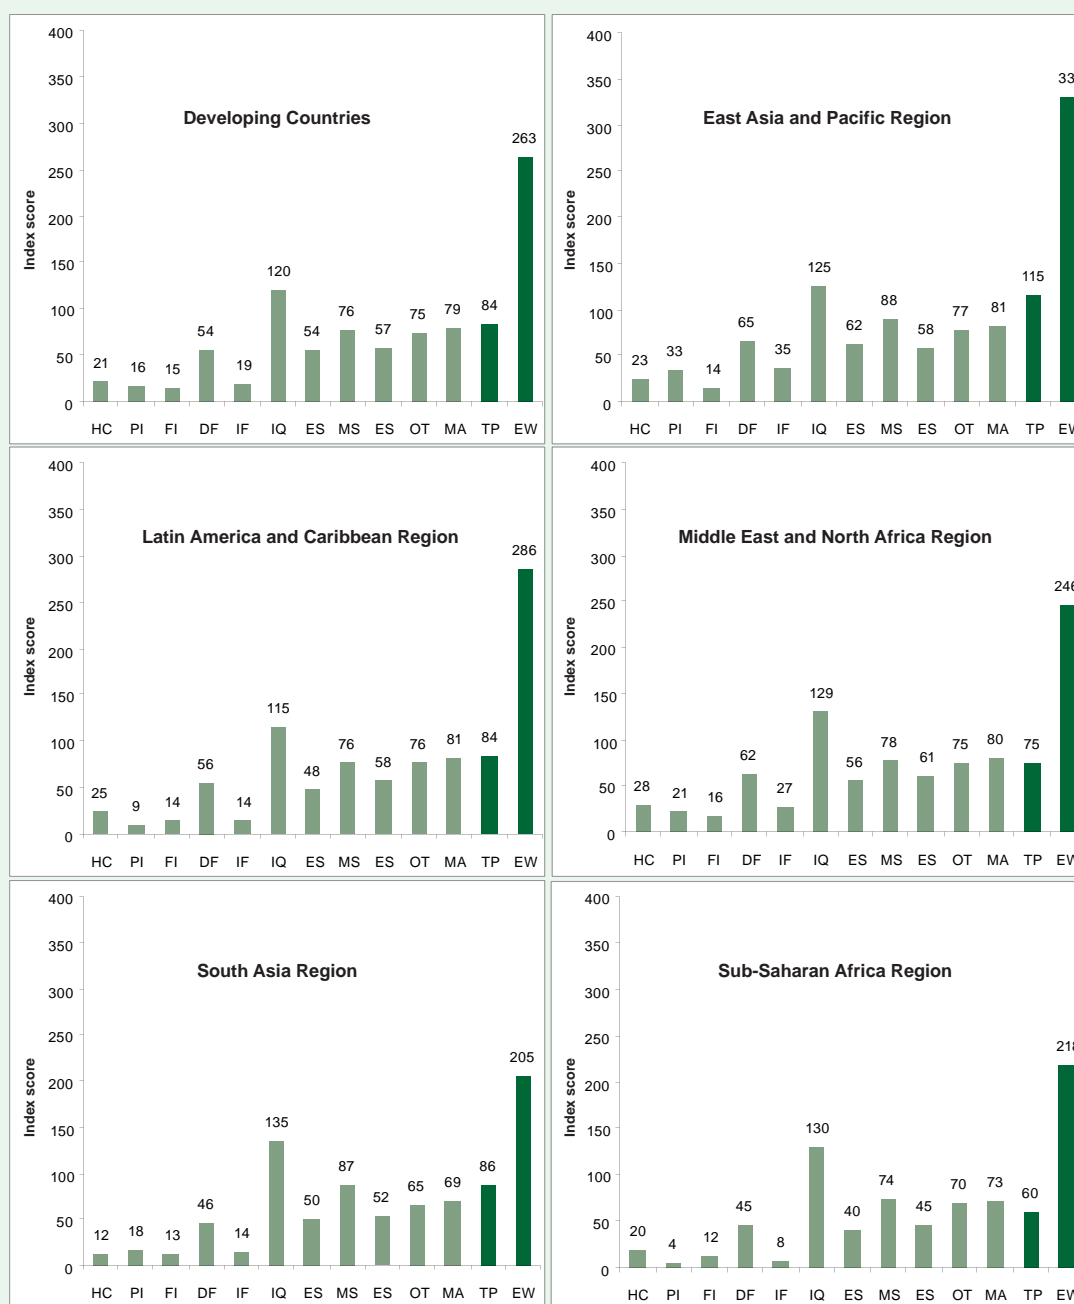 Developing Countries
Index score
400
350
300
250
200
150
100
50
0
21 16 15 54 19 120 54 76 57 75 79 84 263
HC PI FI DF IF IQ ES MS ES OT MA TP EW
East Asia and Pacific Region
Index score
400
350
300
250
200
150
100
50
0
23 33 14 65 35 125 62 88 58 77 81 115
HC PI FI DF IF IQ ES MS ES OT MA TP EW
Latin America and Caribbean Region
Index score
400
350
300
250
200
150
100
50
0
25 9 14 56 14 115 48 76 58 76 81 84 286
HC PI FI DF IF IQ ES MS ES OT MA TP EW
Middle East and North Africa Region
Index score
400
350
300
250
200
150
100
50
0
28 21 16 62 27 129 56 78 61 75 80 75 246
HC PI FI DF IF IQ ES MS ES OT MA TP EW
South Asia Region
Index score
400
350
300
250
200
150
100
50
0
12 18 13 46 14 135 50 87 52 65 69 86 205
HC PI FI DF IF IQ ES MS ES OT MA TP EW
Sub-Saharan Africa Region
Index score
400
350
300
250
200
150
100
50
0
20 4 12 45 8 130 40 74 45 70 73 60 218
HC PI FI DF IF IQ ES MS ES OT MA TP EW